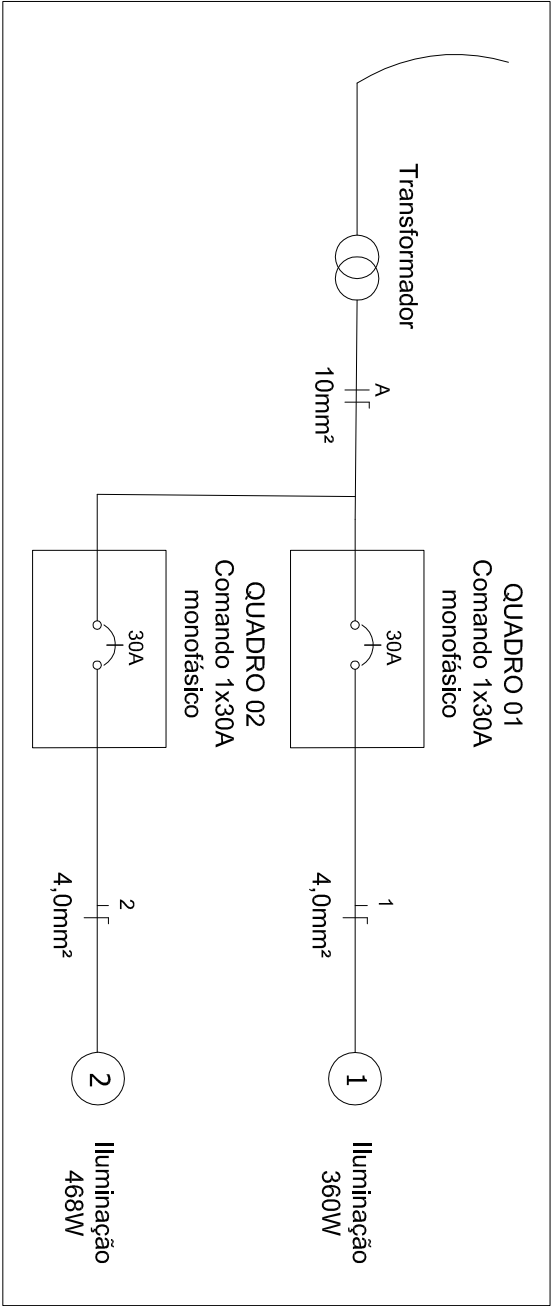 Transformador
A
10mm²
QUADRO 01
Comando 1x30A
monofásico
30A
1
4,0mm²
1
Iluminação
360W
QUADRO 02
Comando 1x30A
monofásico
30A
2
4,0mm²
2
Iluminação
468W